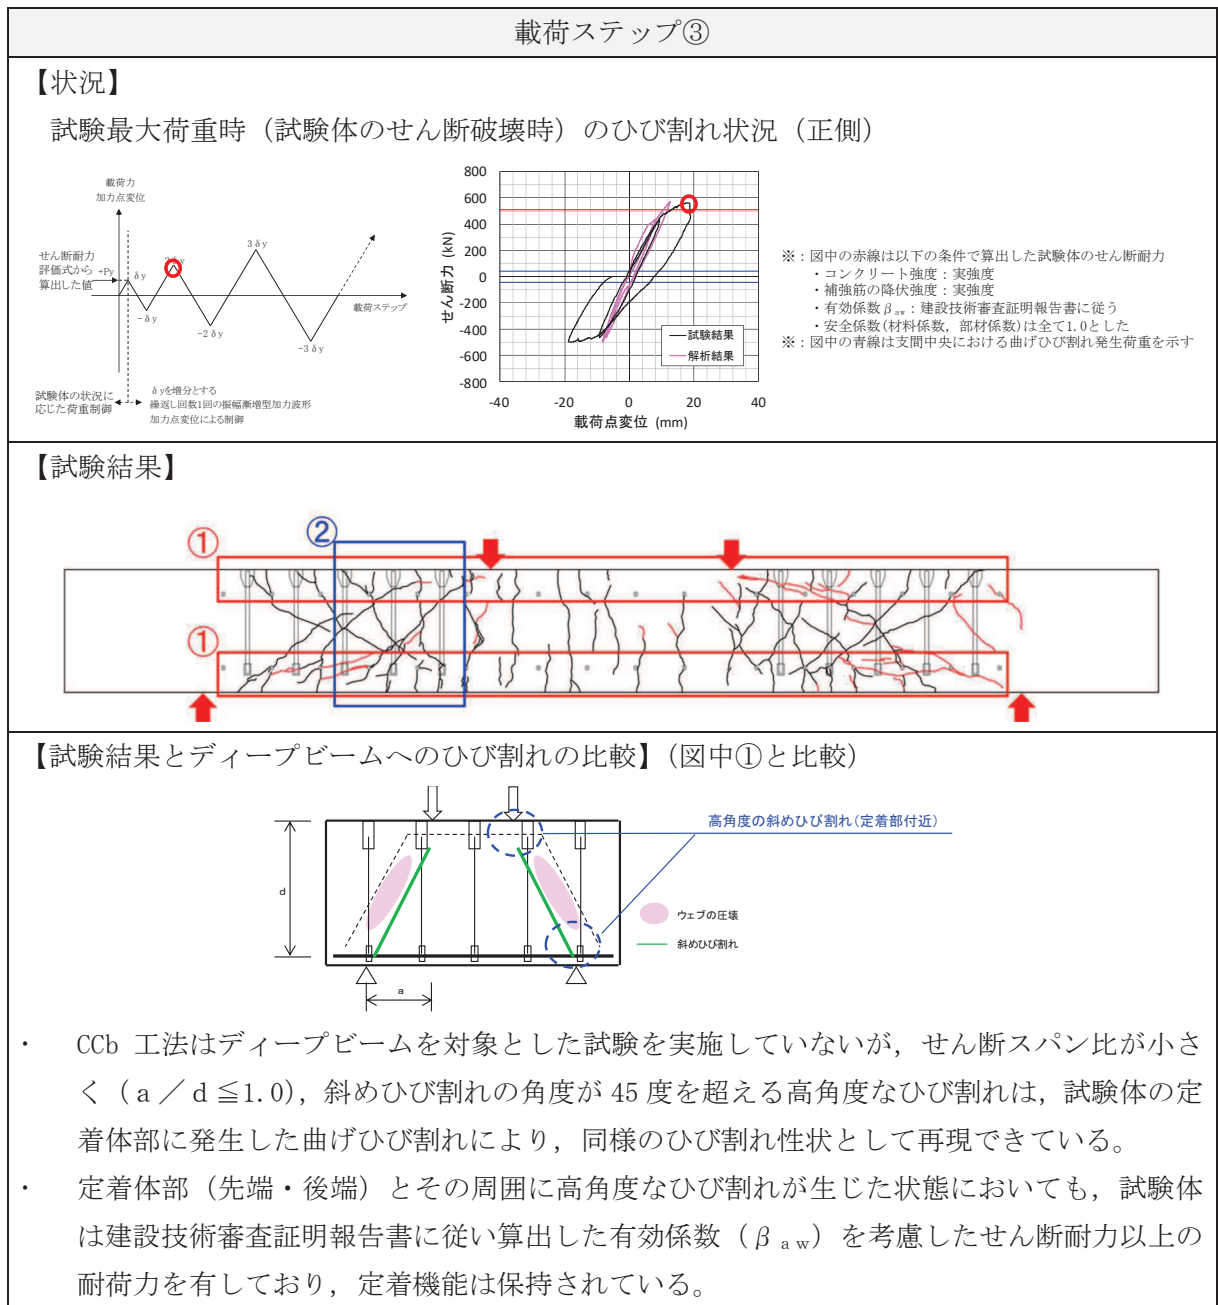 載荷ステップ③
【状況】
試験最大荷重時（試験体のせん断破壊時）のひび割れ状況（正側）
載荷力
加力点変位
せん断耐力
評価式から
算出した値
+Py
δy
-δy
-2δy
3δy
-3δy
載荷ステップ
試験体の状況に
応じた荷重制御
δyを増分とする
繰返し回数1回の振幅漸増型加力波形
加力点変位による制御
せん断力 (kN)
800
600
400
200
0
-200
-400
-600
-800
-40
-20
0
20
40
載荷点変位 (mm)
試験結果
解析結果
※：図中の赤線は以下の条件で算出した試験体のせん断耐力
・コンクリート強度：実強度
・補強筋の降伏強度：実強度
・有効係数βaw：建設技術審査証明報告書に従う
・安全係数(材料係数，部材係数)は全て1.0とした
※：図中の青線は支間中央における曲げひび割れ発生荷重を示す
【試験結果】
①
②
①
【試験結果とディープビームへのひび割れの比較】（図中①と比較）
高角度の斜めひび割れ（定着部付近）
d
a
ウェブの圧壊
斜めひび割れ
・ CCb 工法はディープビームを対象とした試験を実施していないが，せん断スパン比が小さ
く（a／d≦1.0)，斜めひび割れの角度が 45 度を超える高角度なひび割れは，試験体の定
着体部に発生した曲げひび割れにより，同様のひび割れ性状として再現できている。
・ 定着体部（先端・後端）とその周囲に高角度なひび割れが生じた状態においても，試験体
は建設技術審査証明報告書に従い算出した有効係数（βaw）を考慮したせん断耐力以上の
耐荷力を有しており，定着機能は保持されている。